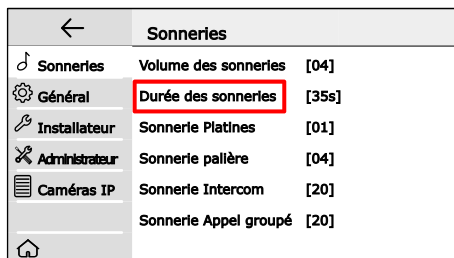 Sonneries
Sonneries
Général
Installateur
Administrateur
Caméras IP
Volume des sonneries [04]
Durée des sonneries [35s]
Sonnerie Platines [01]
Sonnerie palière [04]
Sonnerie Intercom [20]
Sonnerie Appel groupé [20]